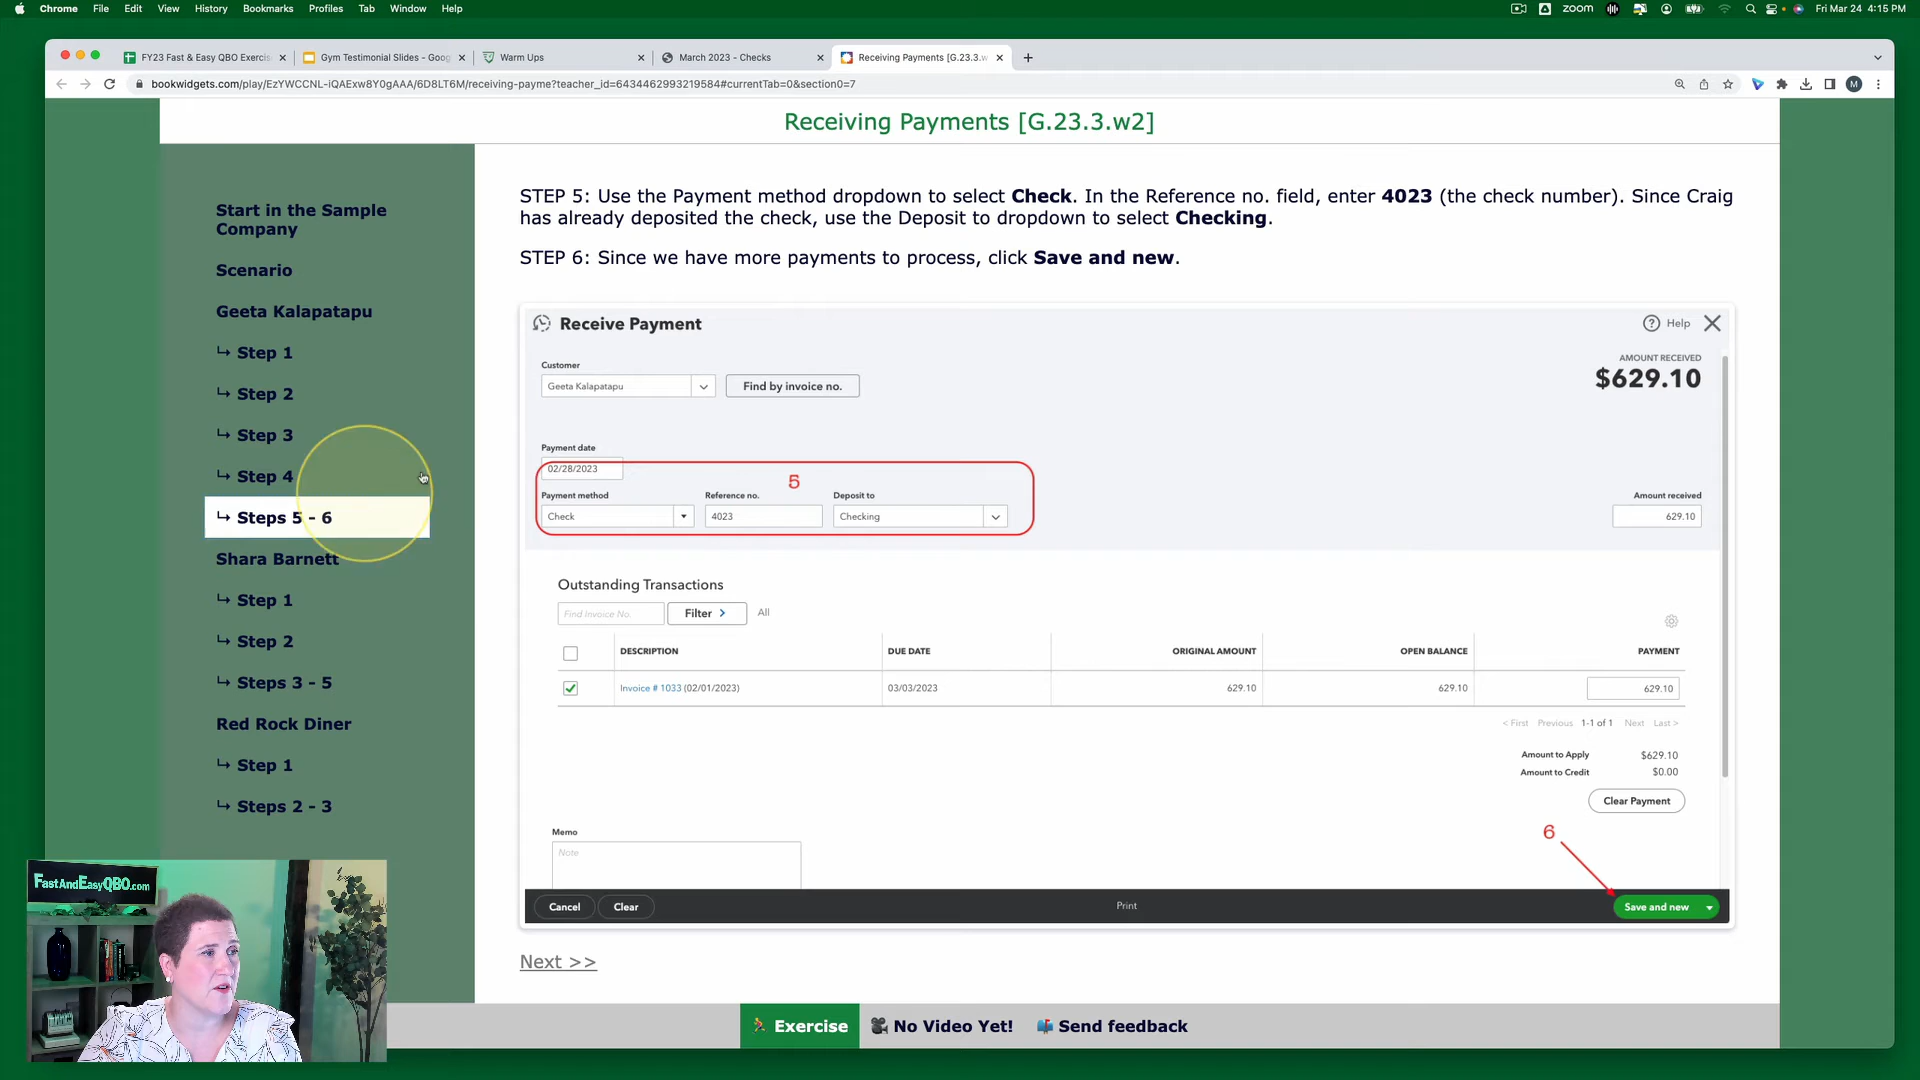 Chrome File Edit View History Bookmarks Profiles Tab Window Help
zoom
Fri Mar 24 4:15 PM
FY23 Fast & Easy QBO Exercis
Gym Testimonial Slides - Goog
Warm Ups
March 2023 - Checks
Receiving Payments [G.23.3.w
bookwidgets.com/play/EzYWCCNL-iQAExw8Y0gAAA/6D8LT6M/receiving-payme?teacher_id=6434462993219584#currentTab=0&section0=7
M
Receiving Payments [G.23.3.w2]
Start in the Sample
Company
Scenario
Geeta Kalapatapu
↳ Step 1
↳ Step 2
↳ Step 3
↳ Step 4
↳ Steps 5 - 6
Shara Barnett
↳ Step 1
↳ Step 2
↳ Steps 3 - 5
Red Rock Diner
↳ Step 1
↳ Steps 2 - 3
STEP 5: Use the Payment method dropdown to select Check. In the Reference no. field, enter 4023 (the check number). Since Craig
has already deposited the check, use the Deposit to dropdown to select Checking.
STEP 6: Since we have more payments to process, click Save and new.
Receive Payment
? Help
AMOUNT RECEIVED
$629.10
Customer
Geeta Kalapatapu
Find by invoice no.
Payment date
02/28/2023
5
Payment method Reference no. Deposit to Amount received
Check 4023 Checking 629.10
Outstanding Transactions
Find Invoice No. Filter > All
DESCRIPTION DUE DATE ORIGINAL AMOUNT OPEN BALANCE PAYMENT
Invoice # 1033 (02/01/2023) 03/03/2023 629.10 629.10 629.10
< First Previous 1-1 of 1 Next Last >
Amount to Apply $629.10
Amount to Credit $0.00
Clear Payment
Memo
Note
6
Cancel Clear Print Save and new
Next >>
Exercise No Video Yet! Send feedback
FastAndEasyQBO.com